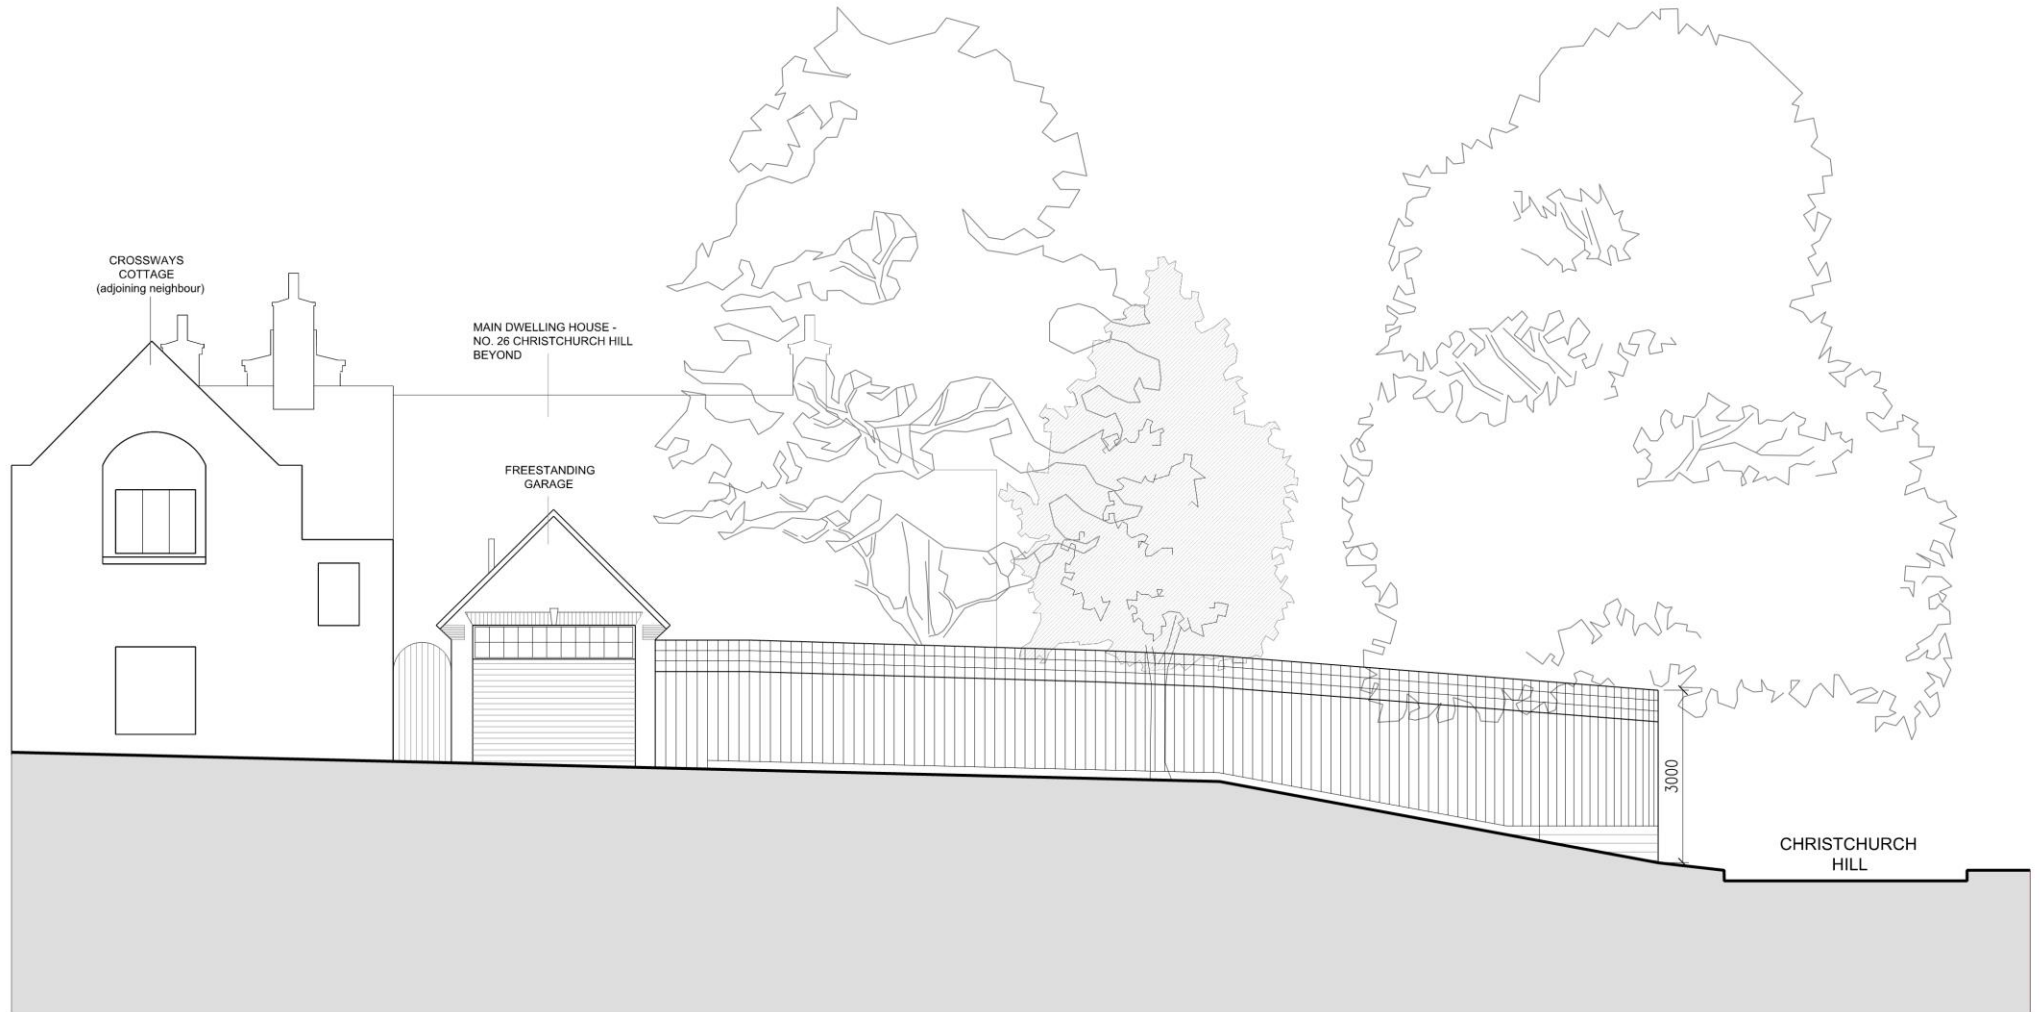 CROSSWAYS
COTTAGE
(adjoining neighbour)
MAIN DWELLING HOUSE -
NO. 26 CHRISTCHURCH HILL
BEYOND
FREESTANDING
GARAGE
3000
CHRISTCHURCH
HILL